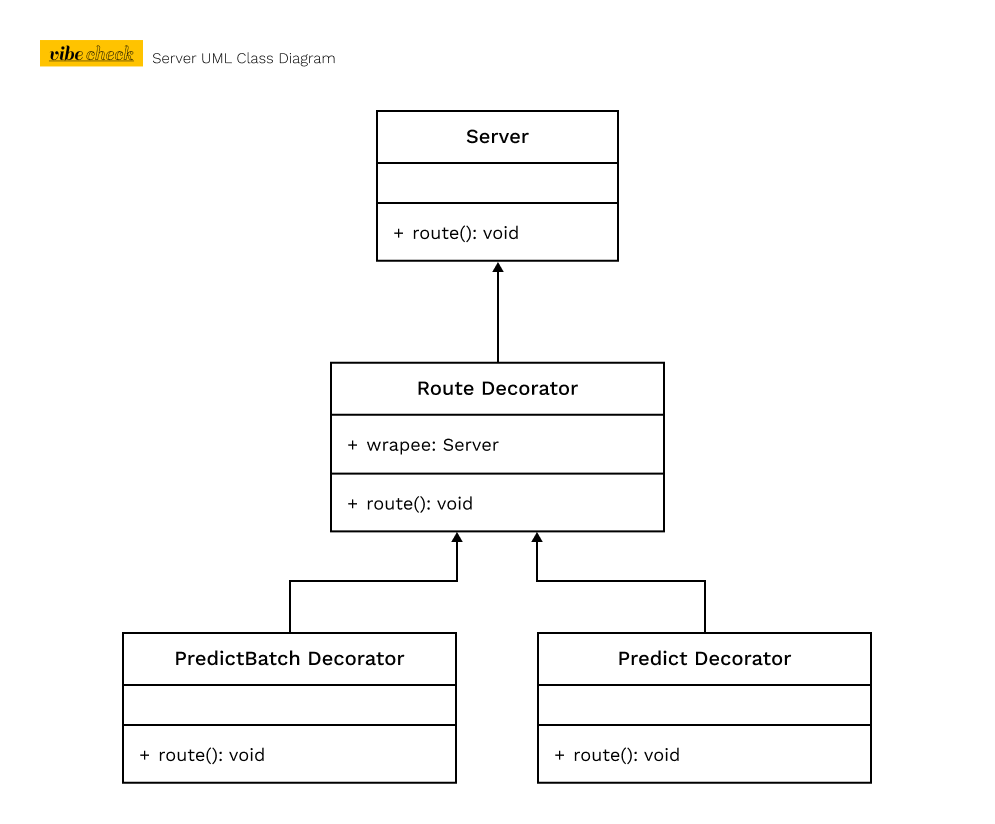 vibe check Server UML Class Diagram
Server
+ route(): void
Route Decorator
+ wrapee: Server
+ route(): void
PredictBatch Decorator
+ route(): void
Predict Decorator
+ route(): void